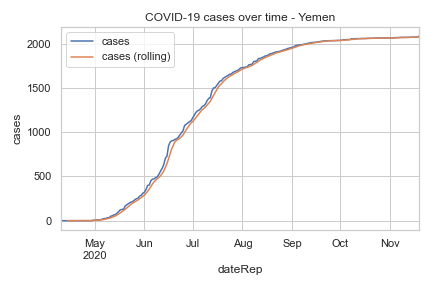 COVID-19 cases over time - Yemen
cases
cases (rolling)
2000
1500
1000
500
0
cases
May
2020
Jun
Jul
Aug
Sep
Oct
Nov
dateRep